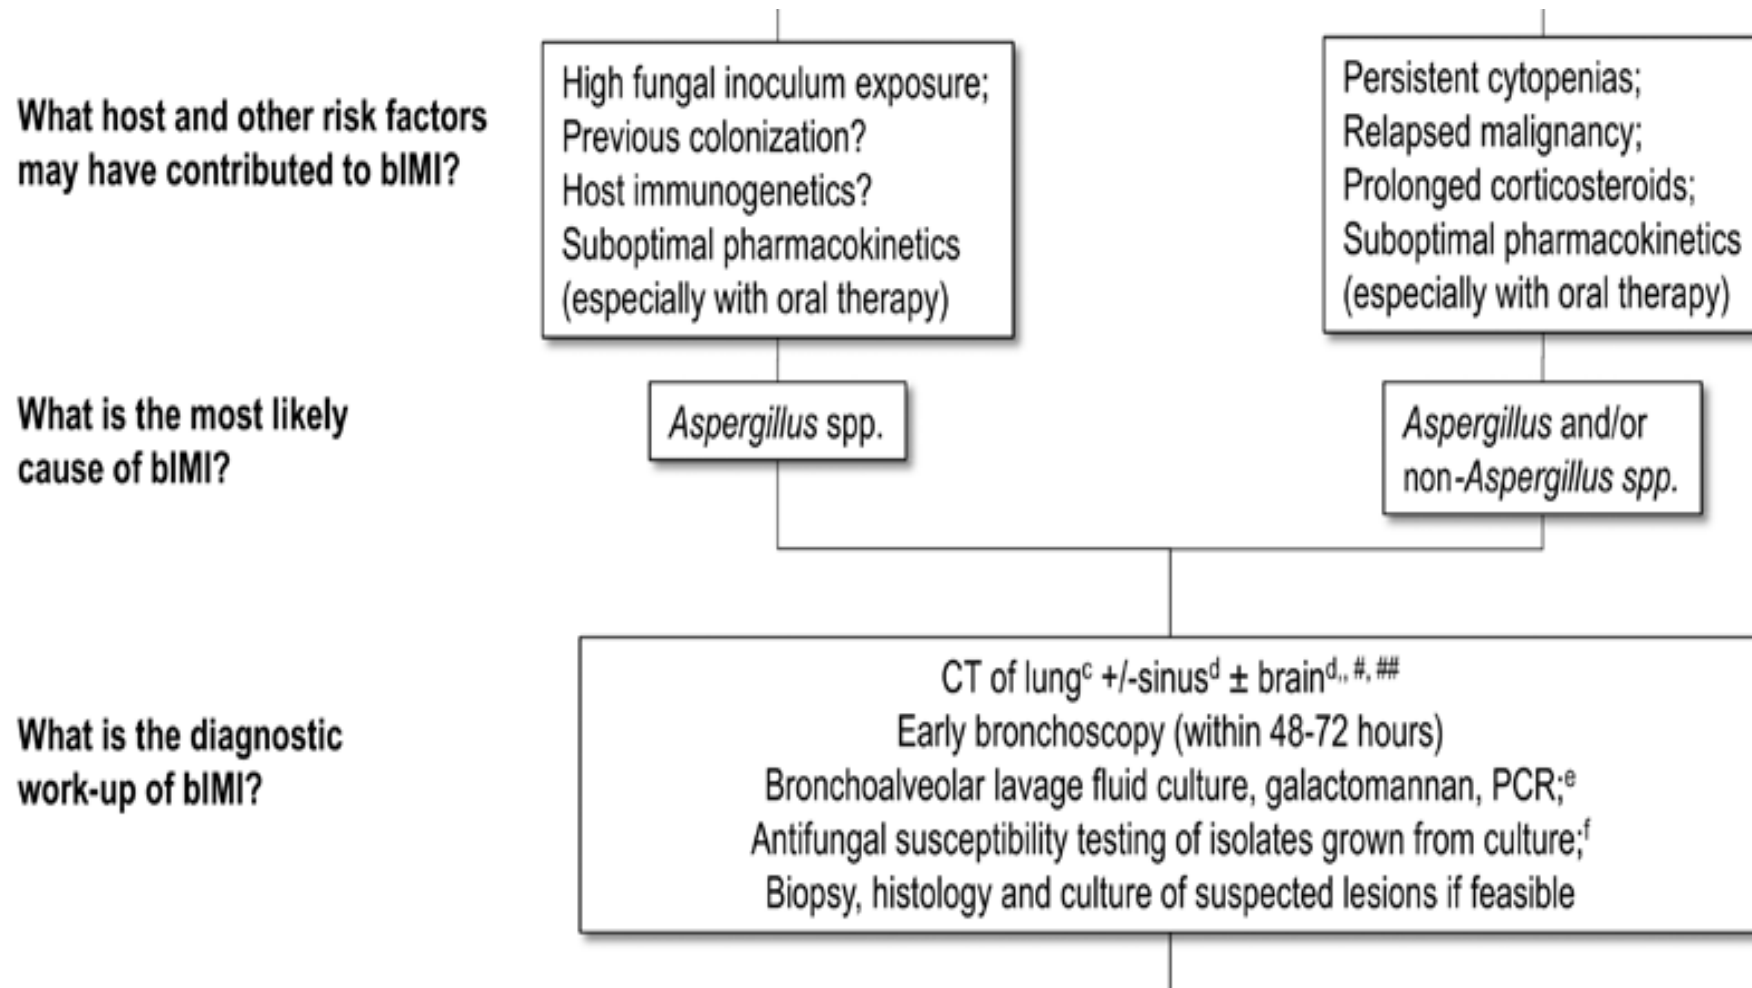 What host and other risk factors
may have contributed to bIMI?
High fungal inoculum exposure;
Previous colonization?
Host immunogenetics?
Suboptimal pharmacokinetics
(especially with oral therapy)
Persistent cytopenias;
Relapsed malignancy;
Prolonged corticosteroids;
Suboptimal pharmacokinetics
(especially with oral therapy)
What is the most likely
cause of bIMI?
Aspergillus spp.
Aspergillus and/or
non-Aspergillus spp.
What is the diagnostic
work-up of bIMI?
CT of lungᶜ +/-sinusᵈ ± brainᵈ,, #, ##
Early bronchoscopy (within 48-72 hours)
Bronchoalveolar lavage fluid culture, galactomannan, PCR;ᵉ
Antifungal susceptibility testing of isolates grown from culture;ᶠ
Biopsy, histology and culture of suspected lesions if feasible